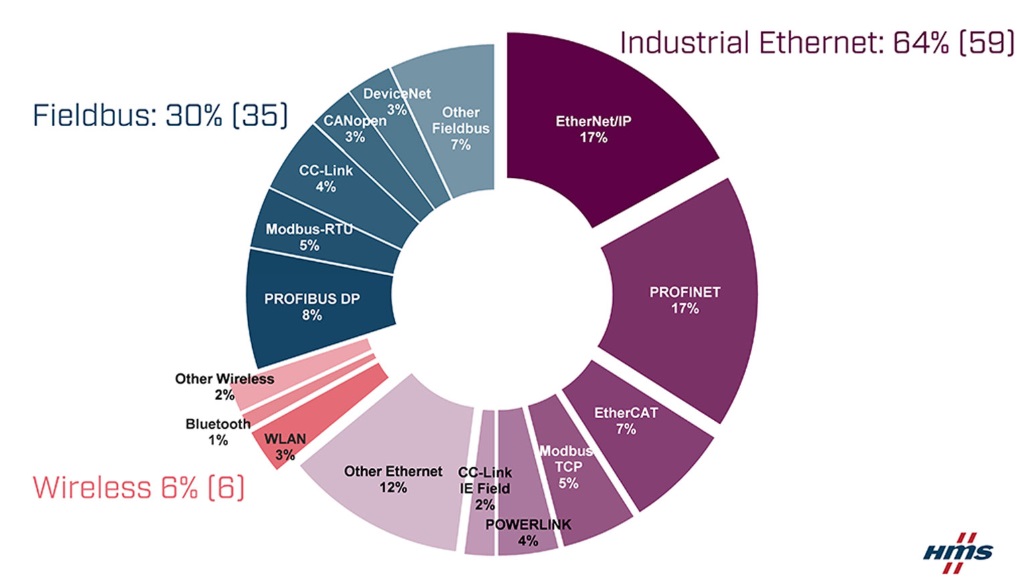 Industrial Ethernet: 64% (59)
Fieldbus: 30% (35)
Wireless 6% (6)
EtherNet/IP
17%
PROFINET
17%
EtherCAT
7%
Modbus
TCP
5%
POWERLINK
4%
CC-Link
IE Field
2%
Other Ethernet
12%
WLAN
3%
Bluetooth
1%
Other Wireless
2%
PROFIBUS DP
8%
Modbus-RTU
5%
CC-Link
4%
CANopen
3%
DeviceNet
3%
Other
Fieldbus
7%
HMS